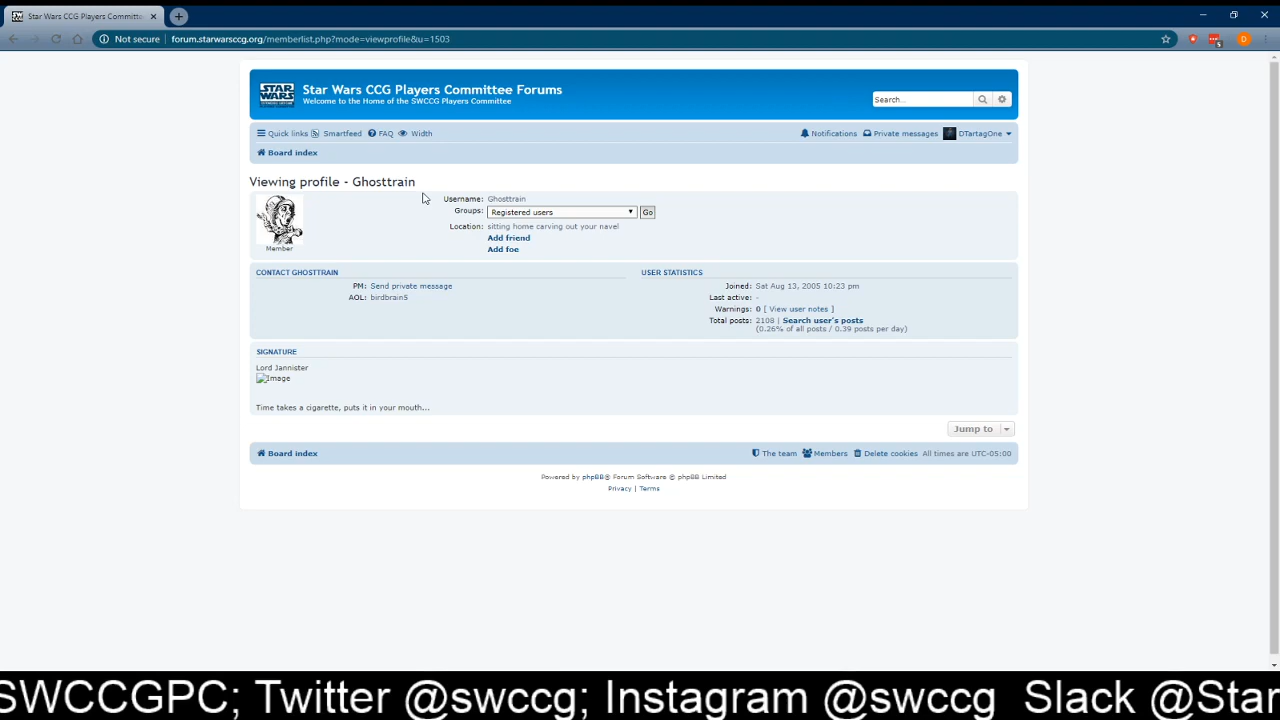 Star Wars CCG Players Committe
Not secure | forum.starwarsccg.org/memberlist.php?mode=viewprofile&u=1503
STAR WARS
Star Wars CCG Players Committee Forums
Welcome to the Home of the SWCCG Players Committee
Search...
Quick links Smartfeed FAQ Width Notifications Private messages DTartagOne
Board index
Viewing profile - Ghosttrain
Member
Username: Ghosttrain
Groups: Registered users Go
Location: sitting home carving out your navel
Add friend
Add foe
CONTACT GHOSTTRAIN
PM: Send private message
AOL: birdbrain5
USER STATISTICS
Joined: Sat Aug 13, 2005 10:23 pm
Last active: -
Warnings: 0 [ View user notes ]
Total posts: 2108 | Search user's posts
(0.26% of all posts / 0.39 posts per day)
SIGNATURE
Lord Jannister
Image
Time takes a cigarette, puts it in your mouth...
Jump to
Board index The team Members Delete cookies All times are UTC-05:00
Powered by phpBB® Forum Software © phpBB Limited
Privacy | Terms
SWCCGPC; Twitter @swccg; Instagram @swccg Slack @Star